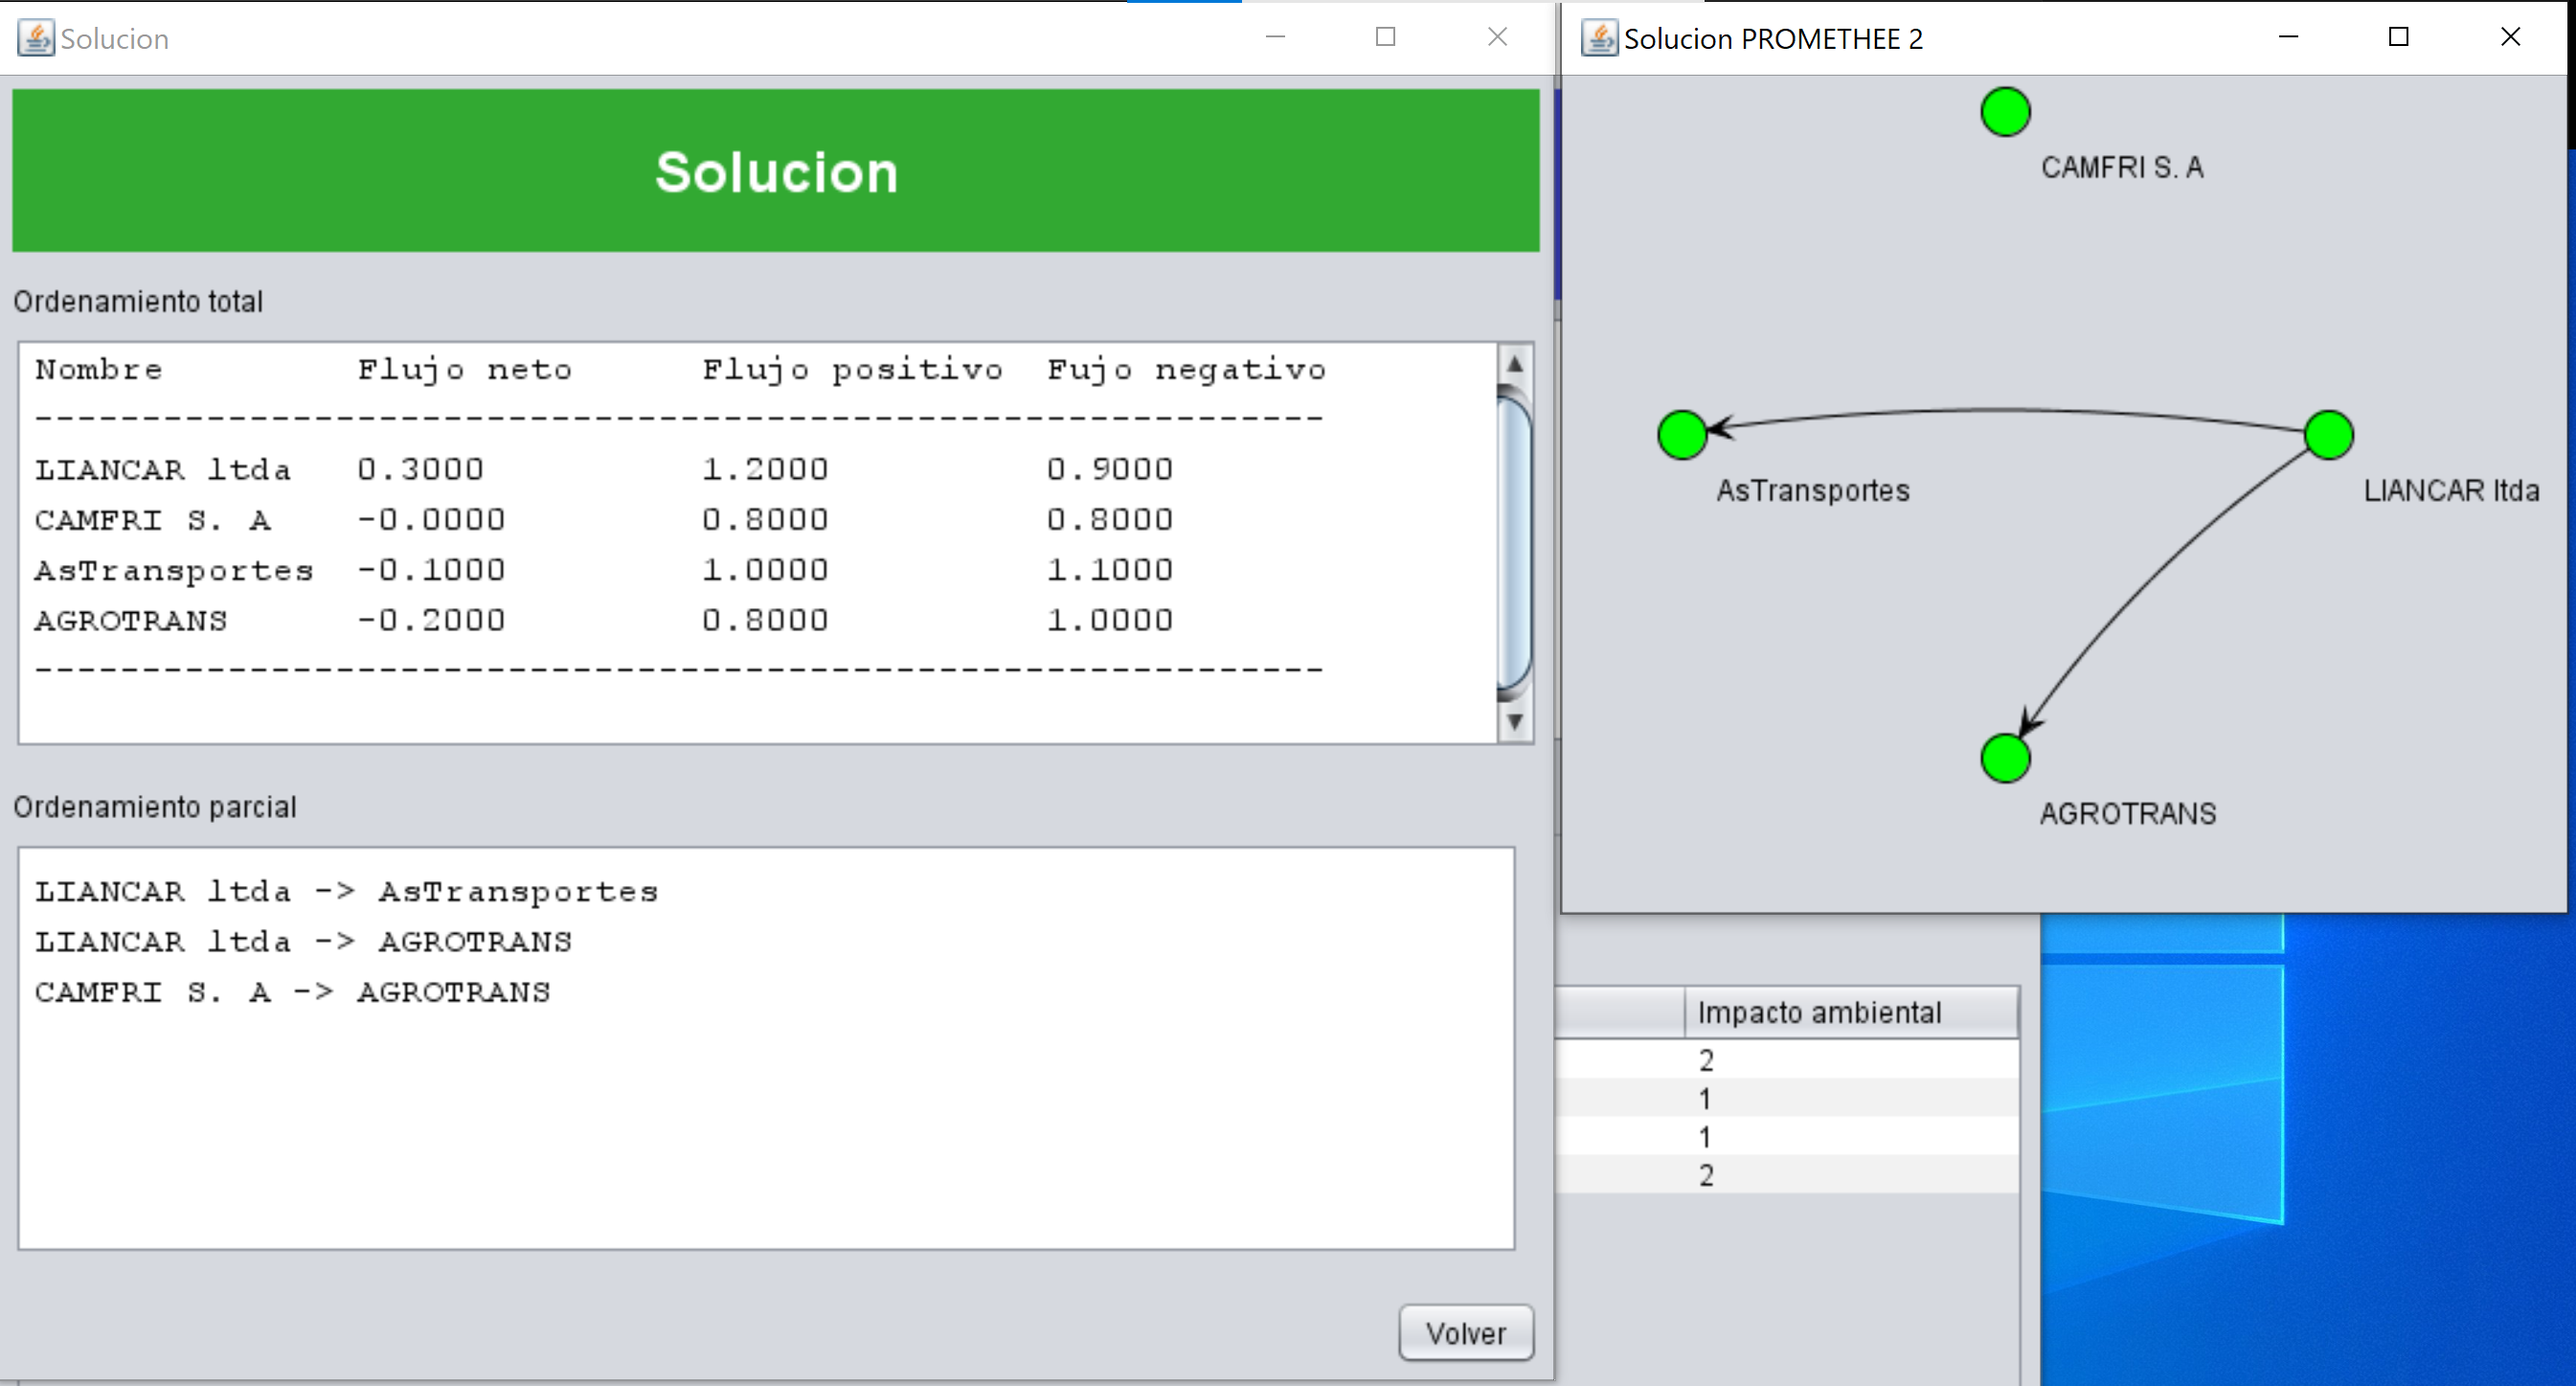 Solucion
Solucion
Ordenamiento total
Nombre Flujo neto Flujo positivo Fujo negativo
------------------------------------------------------------
LIANCAR ltda 0.3000 1.2000 0.9000
CAMFRI S. A -0.0000 0.8000 0.8000
AsTransportes -0.1000 1.0000 1.1000
AGROTRANS -0.2000 0.8000 1.0000
------------------------------------------------------------
Ordenamiento parcial
LIANCAR ltda -> AsTransportes
LIANCAR ltda -> AGROTRANS
CAMFRI S. A -> AGROTRANS
Volver
Solucion PROMETHEE 2
CAMFRI S. A
AsTransportes
LIANCAR ltda
AGROTRANS
Impacto ambiental
2
1
1
2